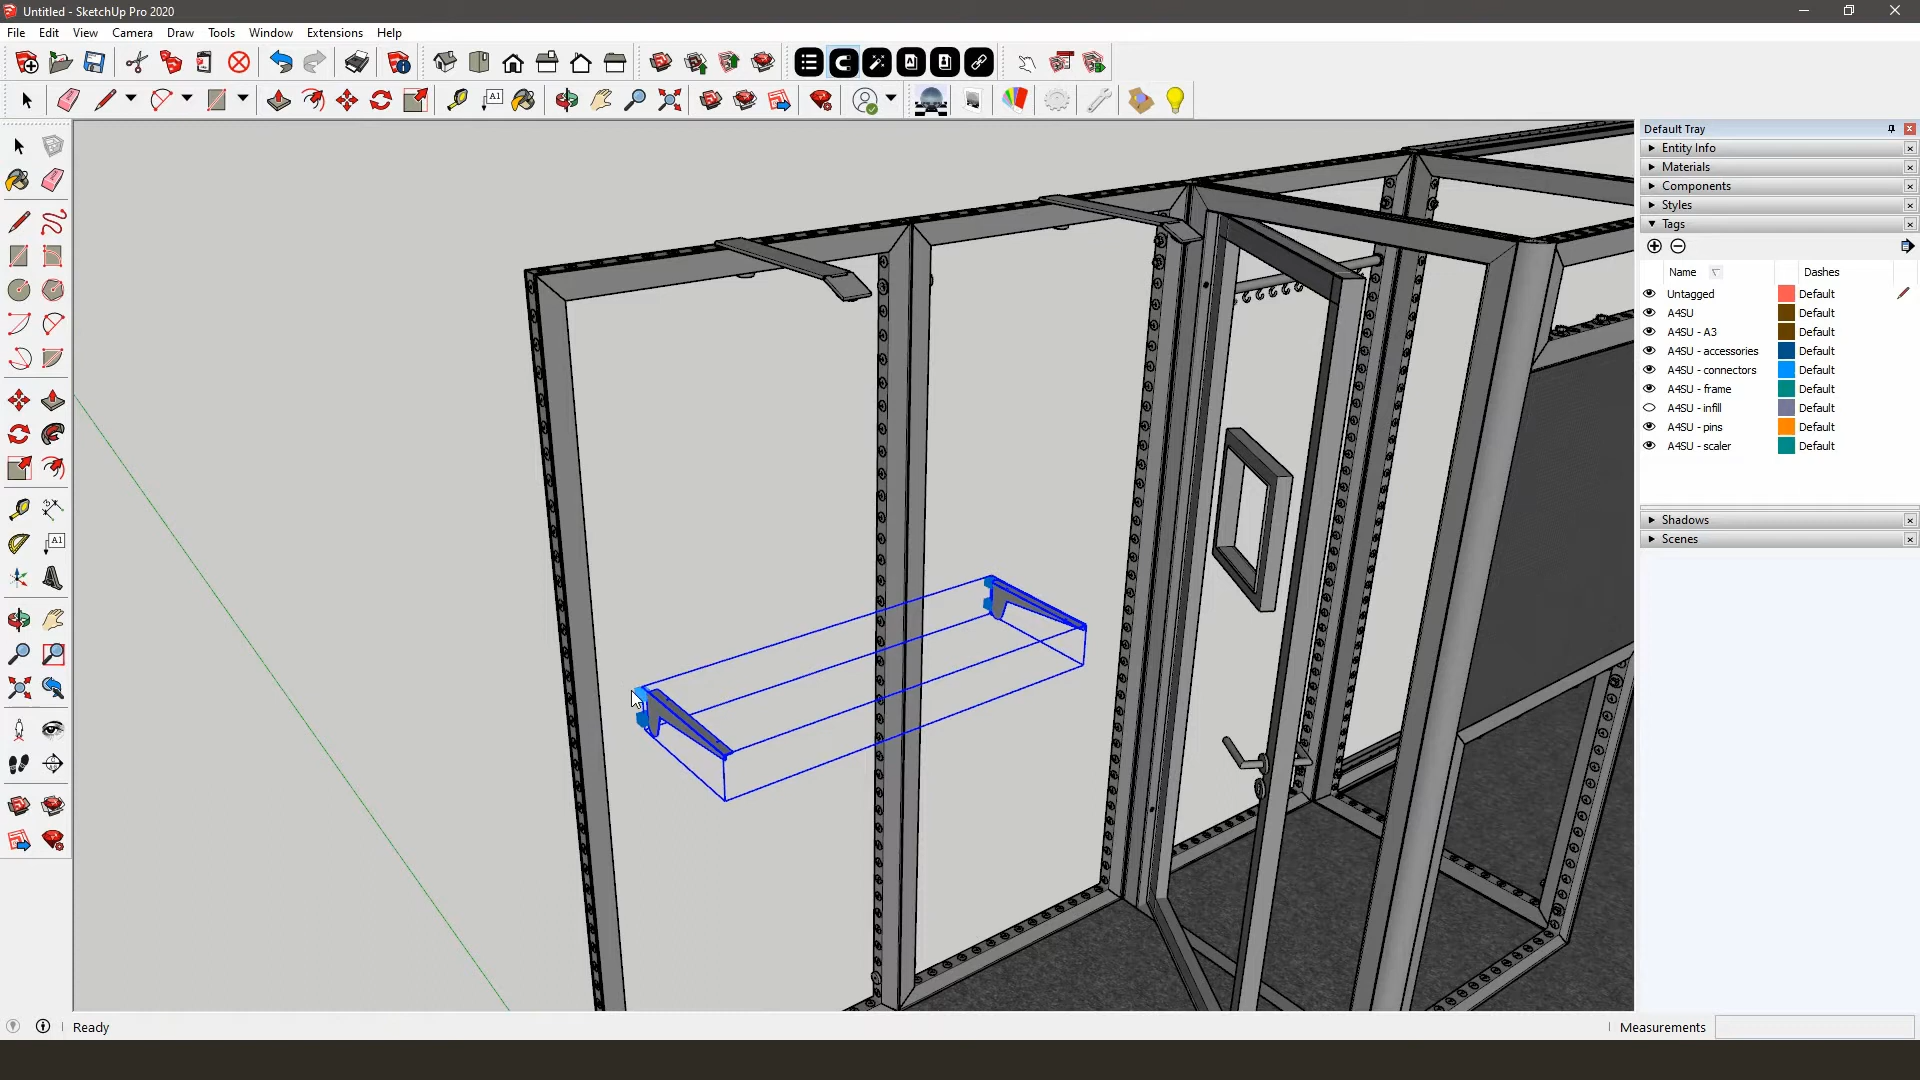 Untitled - SketchUp Pro 2020
File Edit View Camera Draw Tools Window Extensions Help
A1
Default Tray
Entity Info
Materials
Components
Styles
Tags
Name Dashes
Untagged Default
A4SU Default
A4SU - A3 Default
A4SU - accessories Default
A4SU - connectors Default
A4SU - frame Default
A4SU - infill Default
A4SU - pins Default
A4SU - scaler Default
Shadows
Scenes
A1
Ready
Measurements